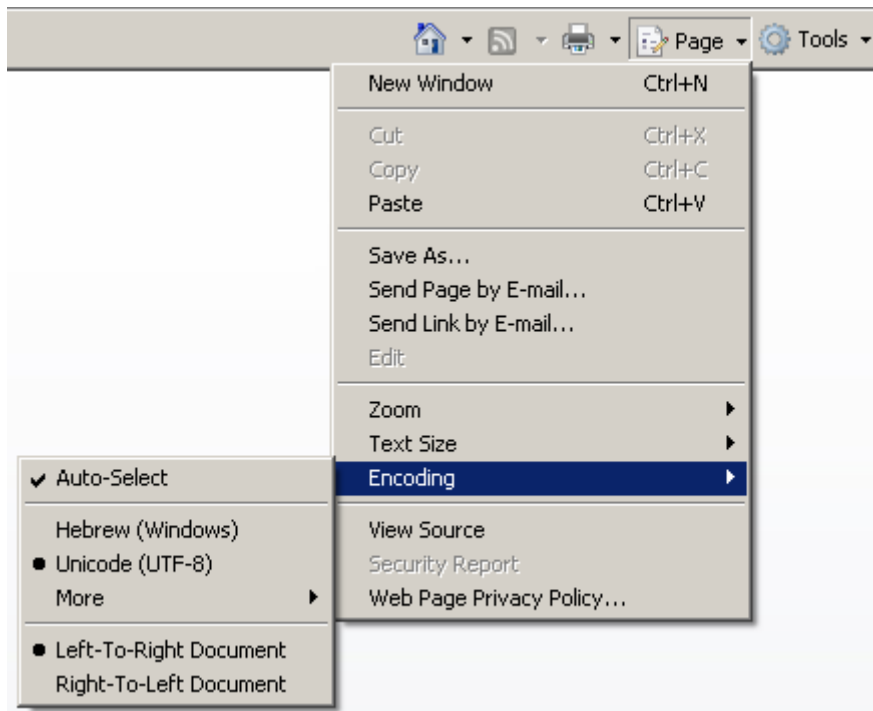 Page Tools
New Window Ctrl+N
Cut Ctrl+X
Copy Ctrl+C
Paste Ctrl+V
Save As...
Send Page by E-mail...
Send Link by E-mail...
Edit
Zoom
Text Size
Encoding
View Source
Security Report
Web Page Privacy Policy...
Auto-Select
Hebrew (Windows)
Unicode (UTF-8)
More
Left-To-Right Document
Right-To-Left Document